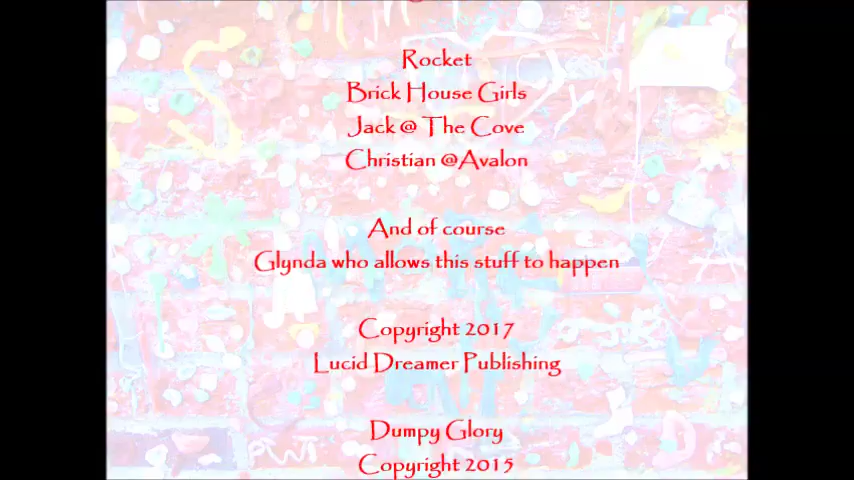 Rocket
Brick House Girls
Jack @ The Cove
Christian @Avalon
And of course
Glynda who allows this stuff to happen
Copyright 2017
Lucid Dreamer Publishing
Dumpy Glory
Copyright 2015